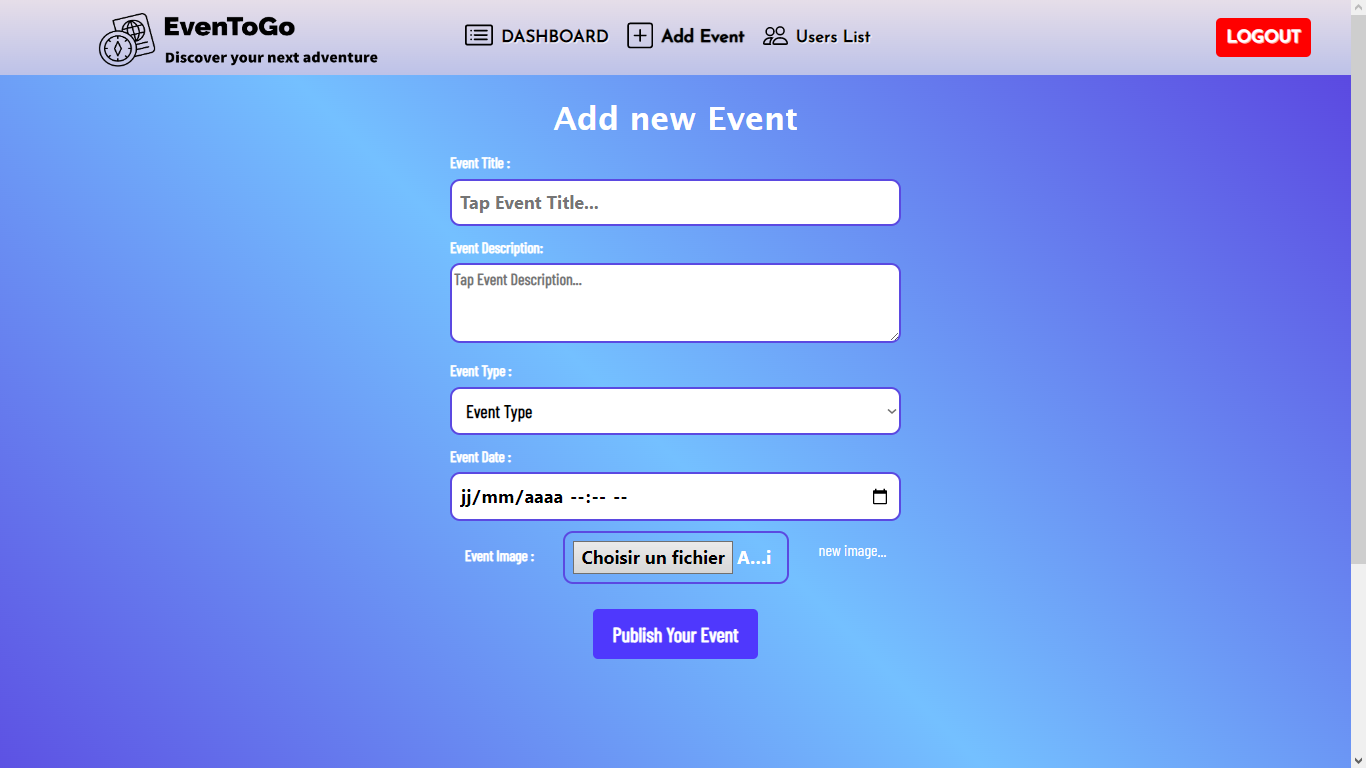 EvenToGo
Discover your next adventure
DASHBOARD
Add Event
Users List
LOGOUT
Add new Event
Event Title :
Tap Event Title...
Event Description:
Tap Event Description...
Event Type :
Event Type
Event Date :
jj/mm/aaaa --:-- --
Event Image :
Choisir un fichier A...i
new image...
Publish Your Event